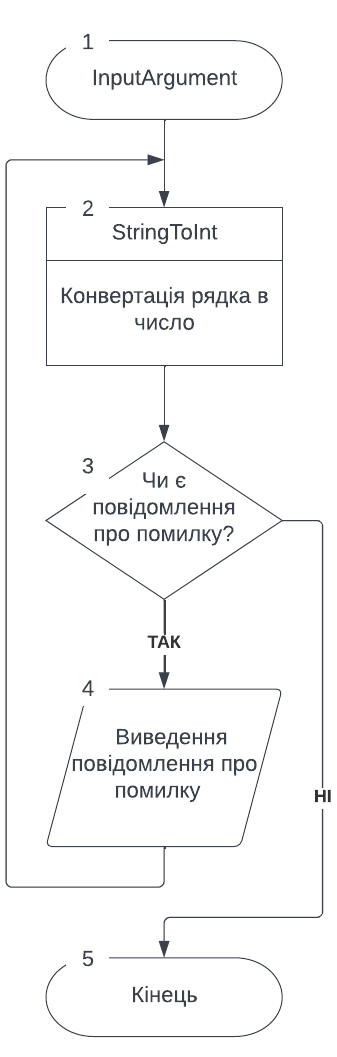 1
InputArgument
2
StringToInt
Конвертація рядка в
число
3
Чи є
повідомлення
про помилку?
ТАК
4
Виведення
повідомлення про
помилку
НІ
5
Кінець